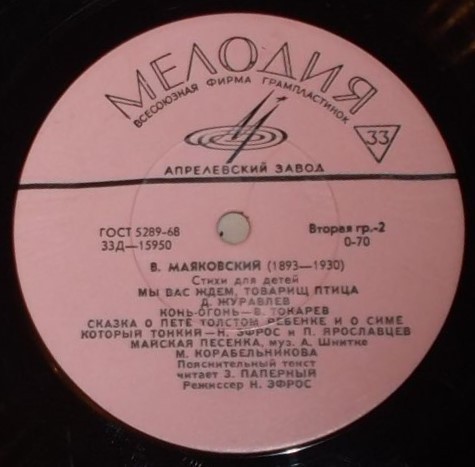 МЕЛОДИЯ
ВСЕСОЮЗНАЯ ФИРМА ГРАМПЛАСТИНОК
33
АПРЕЛЕВСКИЙ ЗАВОД
ГОСТ 5289-68 Вторая гр.-2
33Д—15950 0-70
В. МАЯКОВСКИЙ (1893—1930)
Стихи для детей
МЫ ВАС ЖДЕМ, ТОВАРИЩ ПТИЦА
Д. ЖУРАВЛЕВ
КОНЬ-ОГОНЬ—В. ТОКАРЕВ
СКАЗКА О ПЕТЕ ТОЛСТОМ РЕБЕНКЕ И О СИМЕ
КОТОРЫЙ ТОНКИЙ—Н. ЭФРОС и П. ЯРОСЛАВЦЕВ
МАЙСКАЯ ПЕСЕНКА, муз. А. Шнитке
М. КОРАБЕЛЬНИКОВА
Пояснительный текст
читает З. ПАПЕРНЫЙ
Режиссер Н. ЭФРОС